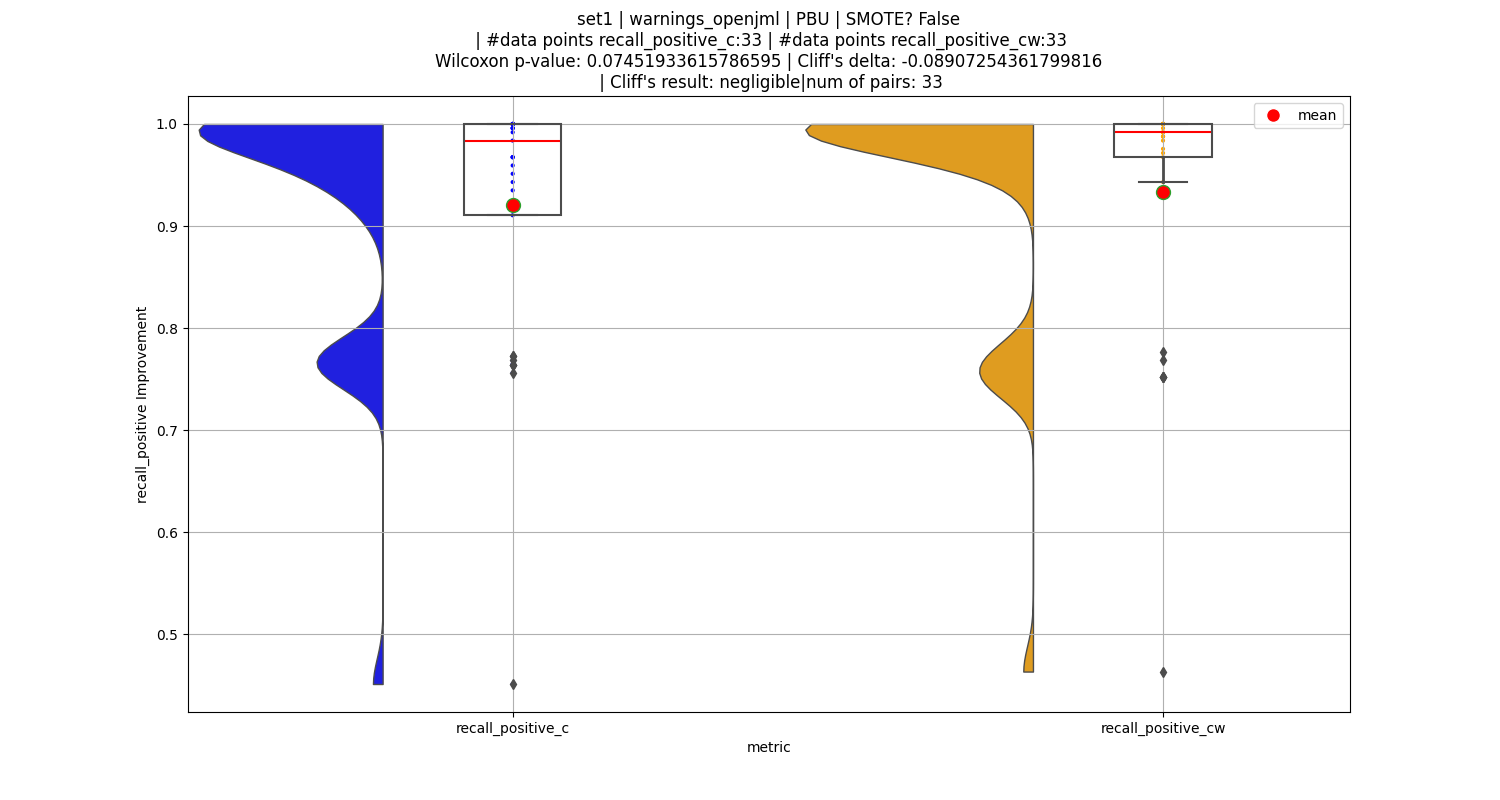 set1 | warnings_openjml | PBU | SMOTE? False
| #data points recall_positive_c:33 | #data points recall_positive_cw:33
Wilcoxon p-value: 0.07451933615786595 | Cliff's delta: -0.08907254361799816
| Cliff's result: negligible|num of pairs: 33
mean
1.0
0.9
0.8
0.7
0.6
0.5
recall_positive Improvement
recall_positive_c
recall_positive_cw
metric